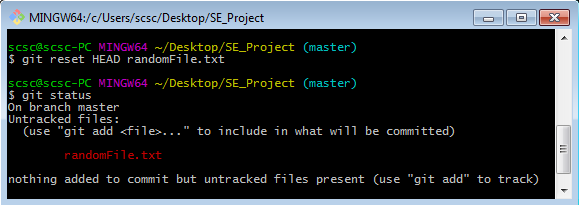 MINGW64:/c/Users/scsc/Desktop/SE_Project
scsc@scsc-PC MINGW64 ~/Desktop/SE_Project (master)
$ git reset HEAD randomFile.txt
scsc@scsc-PC MINGW64 ~/Desktop/SE_Project (master)
$ git status
On branch master
Untracked files:
(use "git add <file>..." to include in what will be committed)
randomFile.txt
nothing added to commit but untracked files present (use "git add" to track)